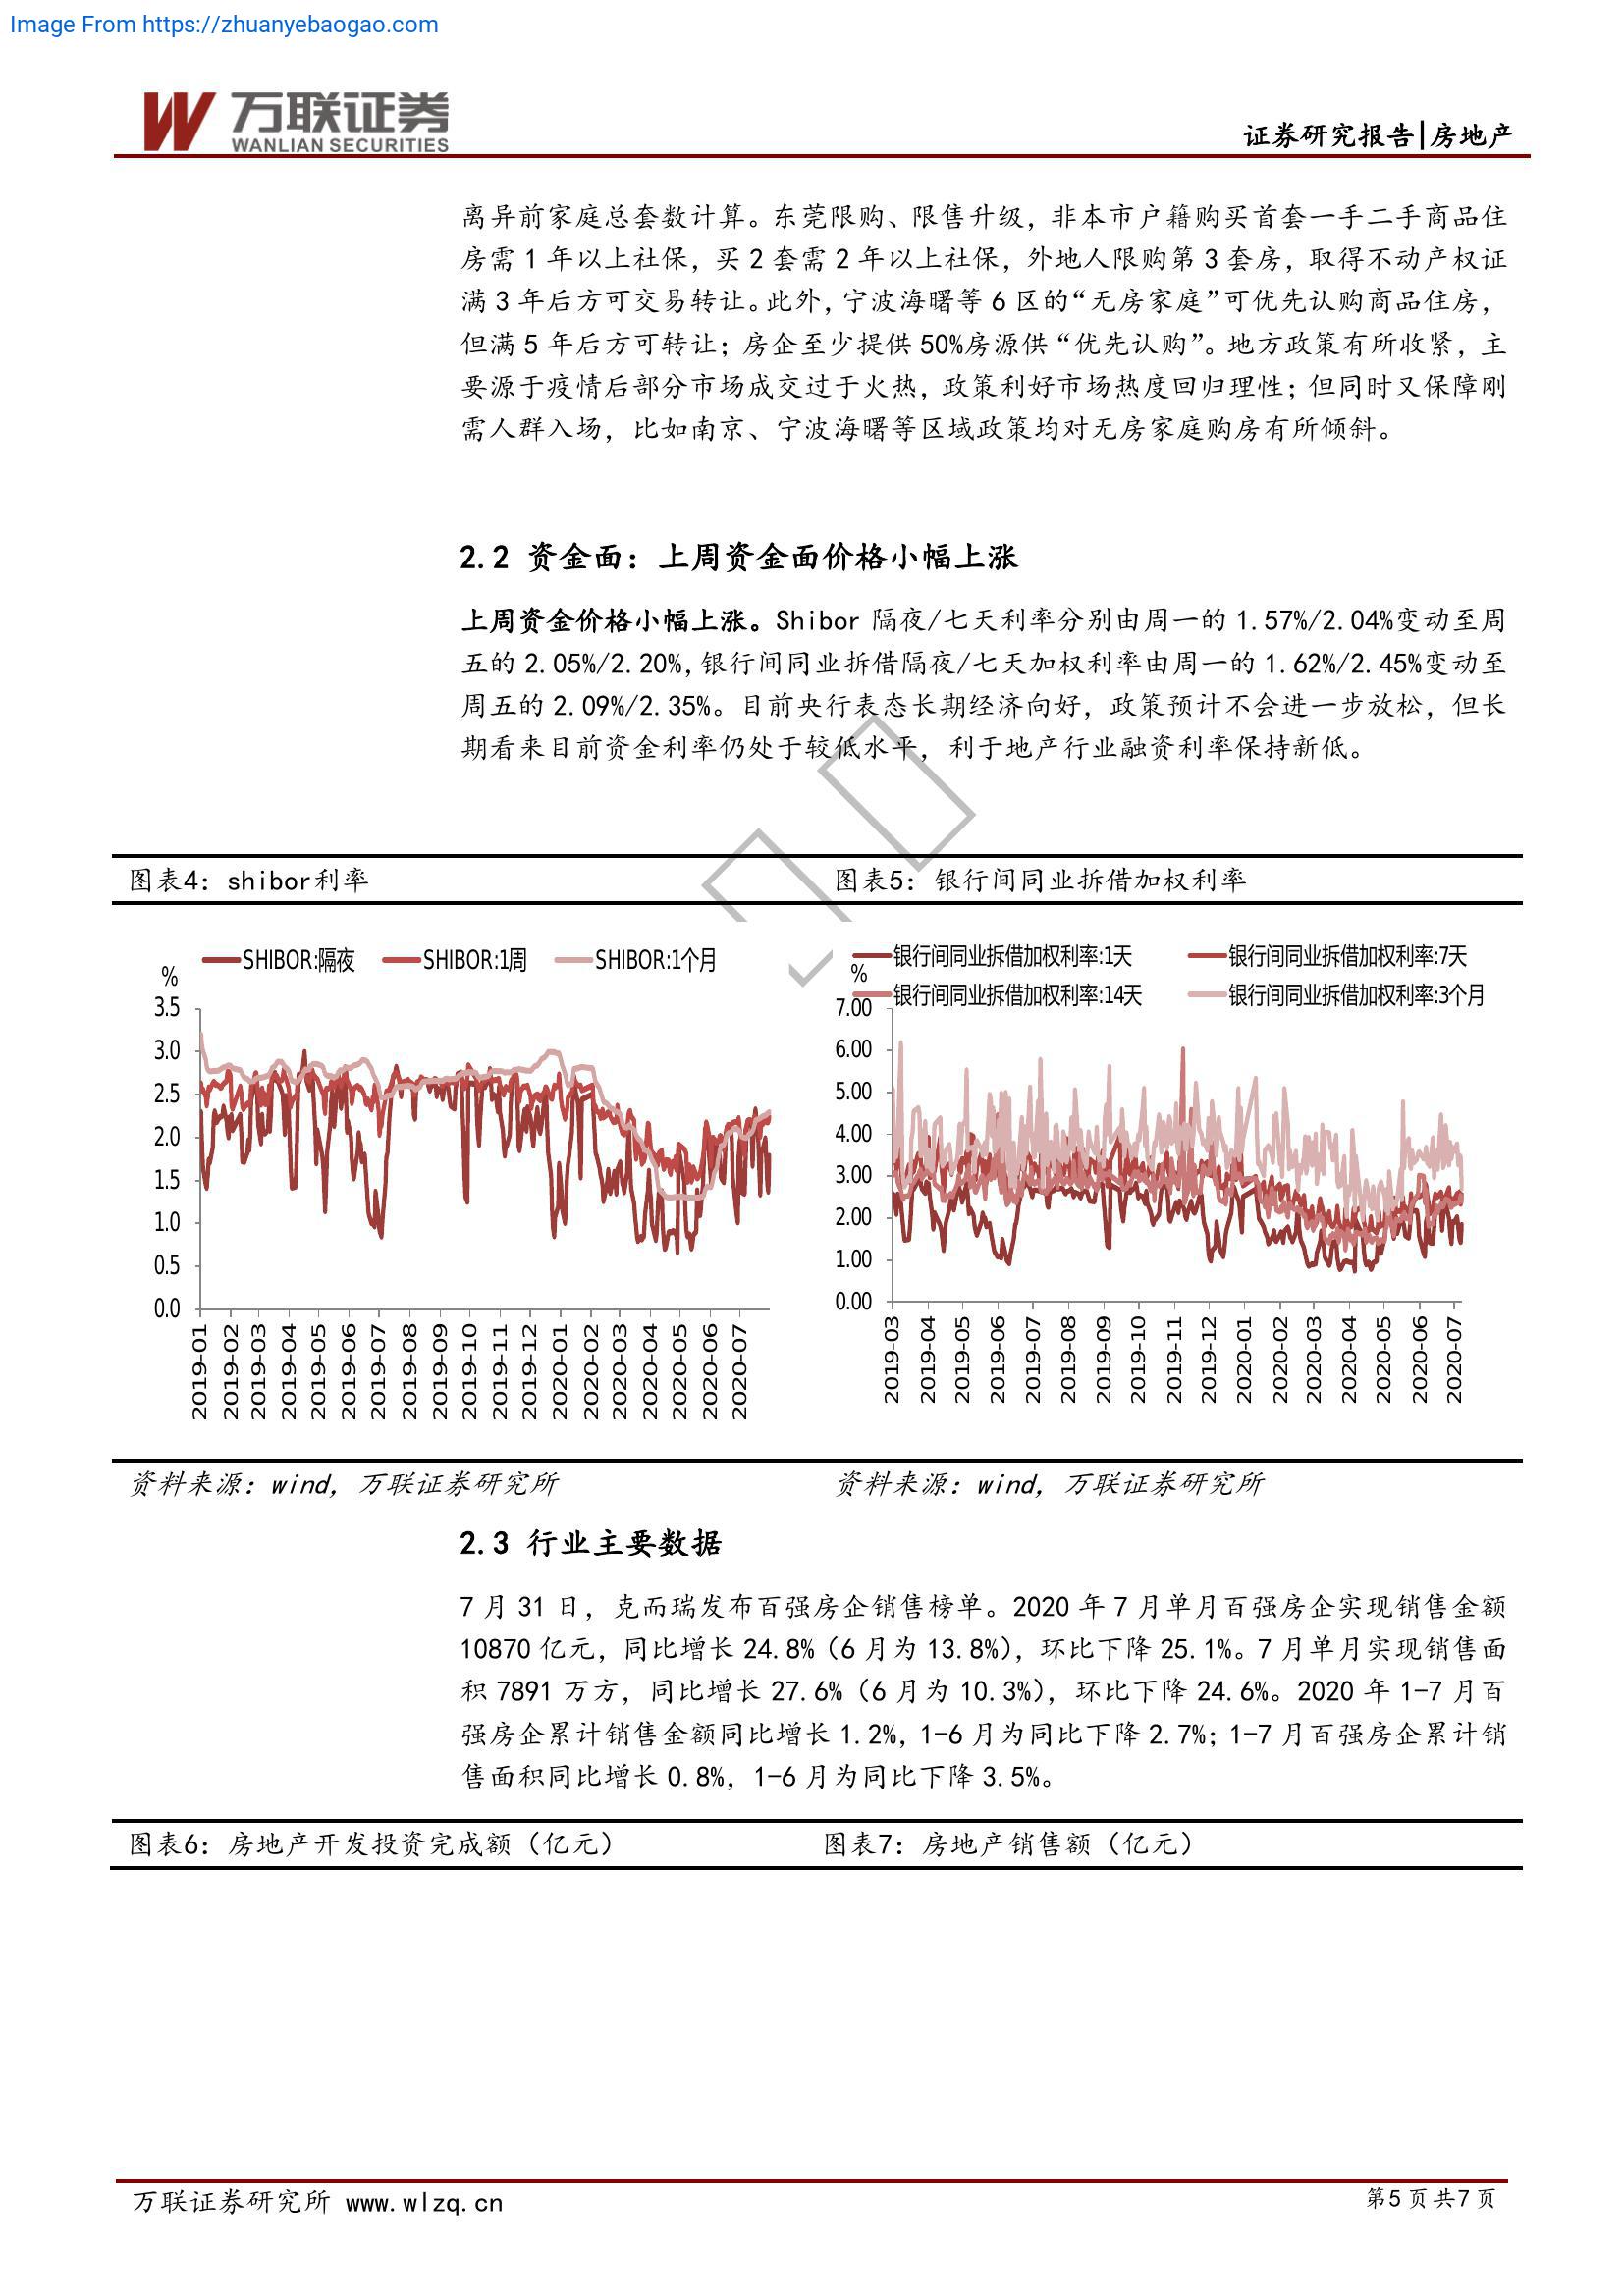 Image From https://zhuanyebaogao.com
万联证券
WANLIAN SECURITIES
证券研究报告|房地产
离异前家庭总套数计算。东莞限购、限售升级，非本市户籍购买首套一手二手商品住
房需 1 年以上社保，买 2 套需 2 年以上社保，外地人限购第 3 套房，取得不动产权证
满 3 年后方可交易转让。此外，宁波海曙等 6 区的“无房家庭”可优先认购商品住房，
但满 5 年后方可转让；房企至少提供 50%房源供“优先认购”。地方政策有所收紧，主
要源于疫情后部分市场成交过于火热，政策利好市场热度回归理性；但同时又保障刚
需人群入场，比如南京、宁波海曙等区域政策均对无房家庭购房有所倾斜。
2.2 资金面：上周资金面价格小幅上涨
上周资金价格小幅上涨。Shibor 隔夜/七天利率分别由周一的 1.57%/2.04%变动至周
五的 2.05%/2.20%,银行间同业拆借隔夜/七天加权利率由周一的 1.62%/2.45%变动至
周五的 2.09%/2.35%。目前央行表态长期经济向好，政策预计不会进一步放松，但长
期看来目前资金利率仍处于较低水平，利于地产行业融资利率保持新低。
图表4：shibor利率
图表5：银行间同业拆借加权利率
SHIBOR:隔夜 SHIBOR:1周 SHIBOR:1个月
%
3.5
3.0
2.5
2.0
1.5
1.0
0.5
0.0
2019-01 2019-02 2019-03 2019-04 2019-05 2019-06 2019-07 2019-08 2019-09 2019-10 2019-11 2019-12 2020-01 2020-02 2020-03 2020-04 2020-05 2020-06 2020-07
银行间同业拆借加权利率:1天 银行间同业拆借加权利率:7天
%
银行间同业拆借加权利率:14天 银行间同业拆借加权利率:3个月
7.00
6.00
5.00
4.00
3.00
2.00
1.00
0.00
2019-03 2019-04 2019-05 2019-06 2019-07 2019-08 2019-09 2019-10 2019-11 2019-12 2020-01 2020-02 2020-03 2020-04 2020-05 2020-06 2020-07
资料来源：wind，万联证券研究所
资料来源：wind，万联证券研究所
2.3 行业主要数据
7 月 31 日，克而瑞发布百强房企销售榜单。2020 年 7 月单月百强房企实现销售金额
10870 亿元，同比增长 24.8%（6 月为 13.8%），环比下降 25.1%。7 月单月实现销售面
积 7891 万方，同比增长 27.6%（6 月为 10.3%），环比下降 24.6%。2020 年 1-7 月百
强房企累计销售金额同比增长 1.2%，1-6 月为同比下降 2.7%；1-7 月百强房企累计销
售面积同比增长 0.8%，1-6 月为同比下降 3.5%。
图表6：房地产开发投资完成额（亿元）
图表7：房地产销售额（亿元）
万联证券研究所 www.wlzq.cn
第5页共7页